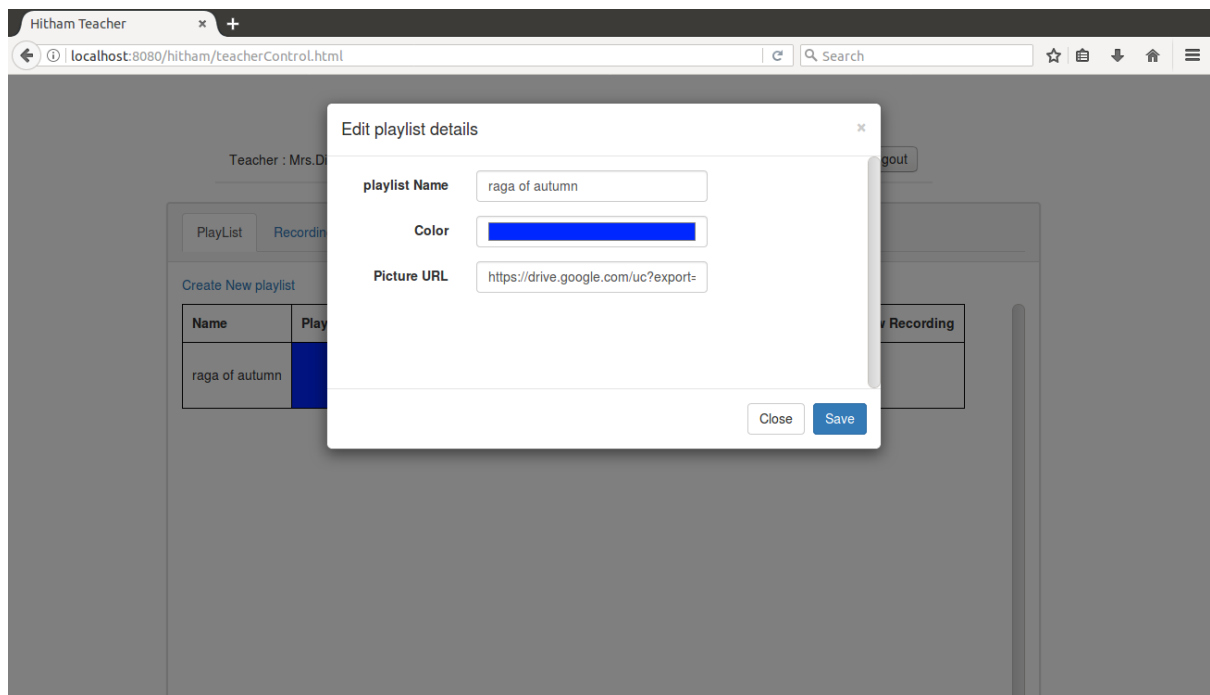 Hitham Teacher
localhost:8080/hitham/teacherControl.html
Search
Edit playlist details
Teacher : Mrs.Di
gout
playlist Name raga of autumn
PlayList Recordin
Color
Picture URL https://drive.google.com/uc?export=
Create New playlist
Name Play Recording
raga of autumn
Close Save